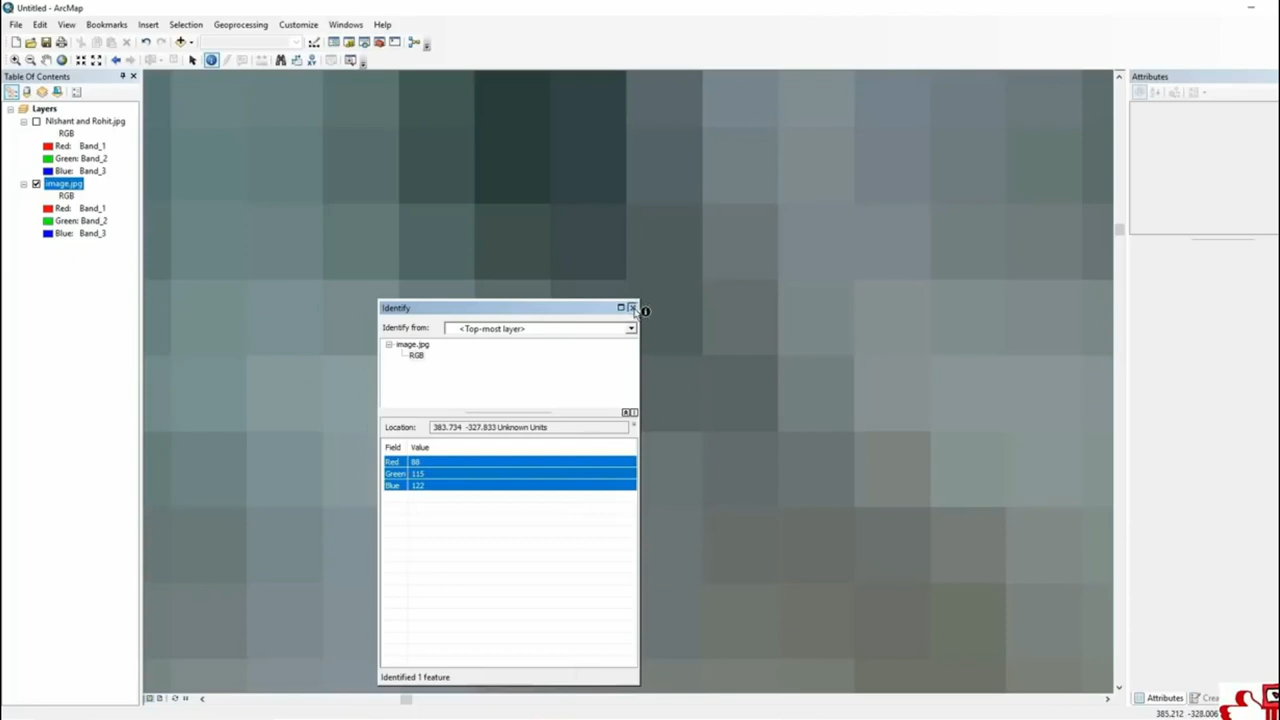 Untitled - ArcMap
File Edit View Bookmarks Insert Selection Geoprocessing Customize Windows Help
Table Of Contents
Attributes
Layers
NIshant and Rohit.jpg
RGB
Red: Band_1
Green: Band_2
Blue: Band_3
image.jpg
RGB
Red: Band_1
Green: Band_2
Blue: Band_3
Identify
Identify from: <Top-most layer>
image.jpg
RGB
Location: 383.734 -327.833 Unknown Units
Field Value
Red 88
Green 115
Blue 122
Identified 1 feature
Attributes
385.212 -328.006